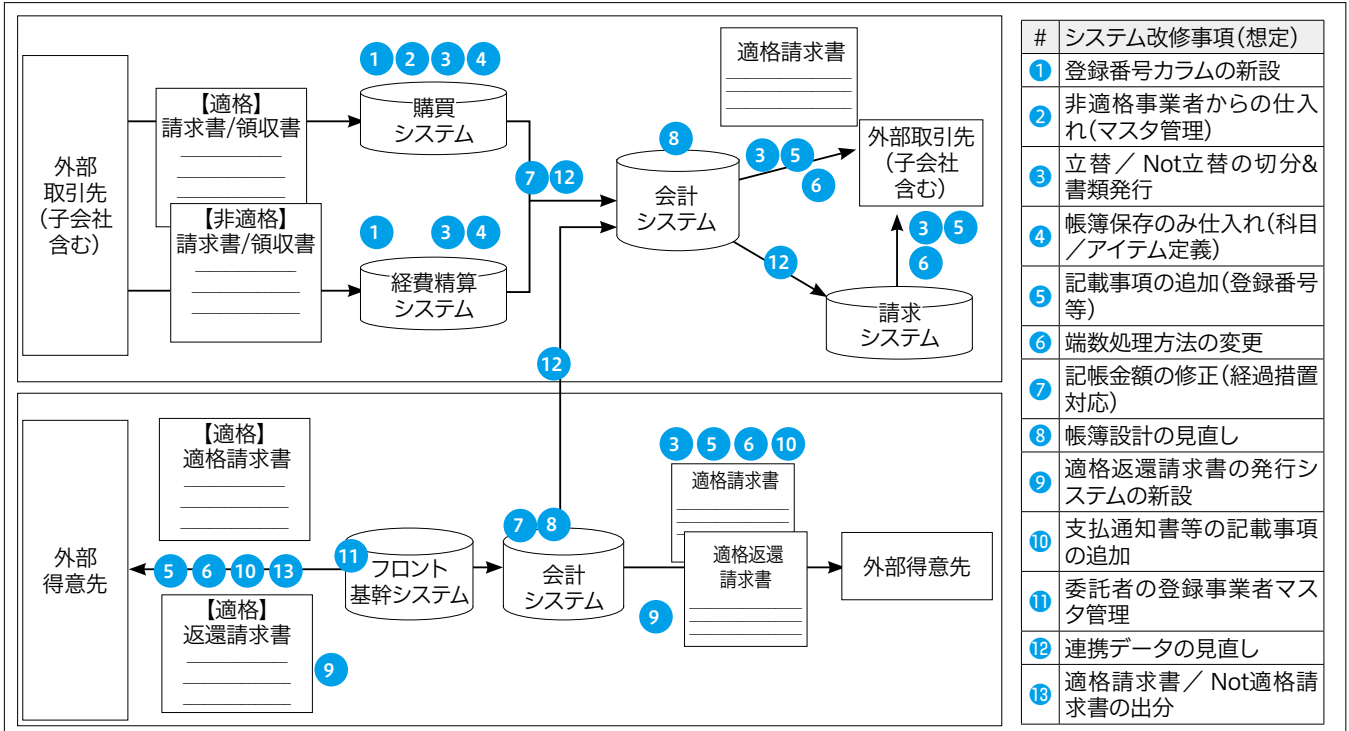 1 2 3 4
【適格】
請求書/領収書
購買
システム
外部
取引先
(子会社
含む)
【非適格】
請求書/領収書
1 3 4
経費精算
システム
7 12
8
会計
システム
適格請求書
3 5
6
外部取引先
(子会社
含む)
12
3 5
6
請求
システム
12
【適格】
適格請求書
外部
得意先
5 6 10 13
【適格】
返還請求書
9
11
フロント
基幹システム
7 8
会計
システム
3 5 6 10
適格請求書
適格返還
請求書
9
外部得意先
# システム改修事項(想定)
1 登録番号カラムの新設
2 非適格事業者からの仕入
れ(マスタ管理)
3 立替／Not立替の切分&
書類発行
4 帳簿保存のみ仕入れ(科目
／アイテム定義)
5 記載事項の追加(登録番号
等)
6 端数処理方法の変更
7 記帳金額の修正(経過措置
対応)
8 帳簿設計の見直し
9 適格返還請求書の発行シ
ステムの新設
10 支払通知書等の記載事項
の追加
11 委託者の登録事業者マス
タ管理
12 連携データの見直し
13 適格請求書／Not適格請
求書の出分